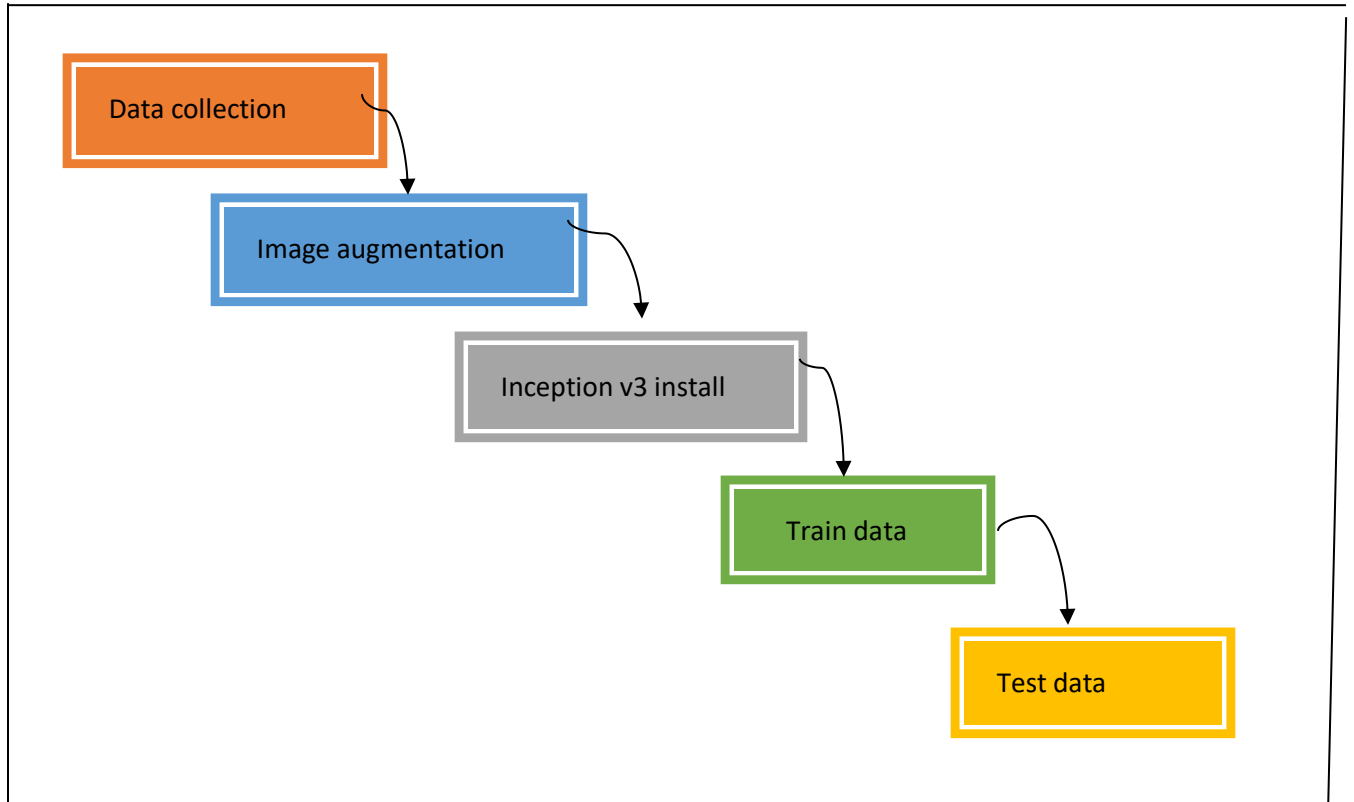 Data collection
Image augmentation
Inception v3 install
Train data
Test data